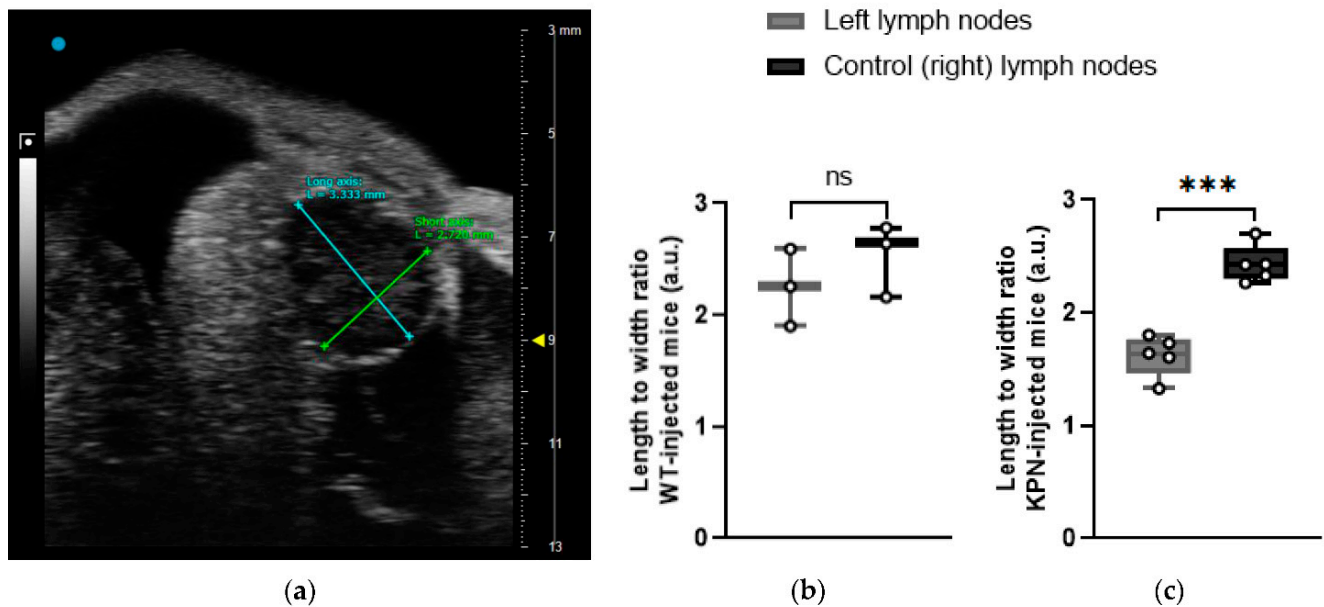 3 mm
5
7
9
11
13
Long axis:
L = 3.333 mm
Short axis:
L = 2.720 mm
(a)
Left lymph nodes
Control (right) lymph nodes
Length to width ratio
WT-injected mice (a.u.)
3
2
1
0
ns
(b)
Length to width ratio
KPN-injected mice (a.u.)
3
2
1
0
***
(c)